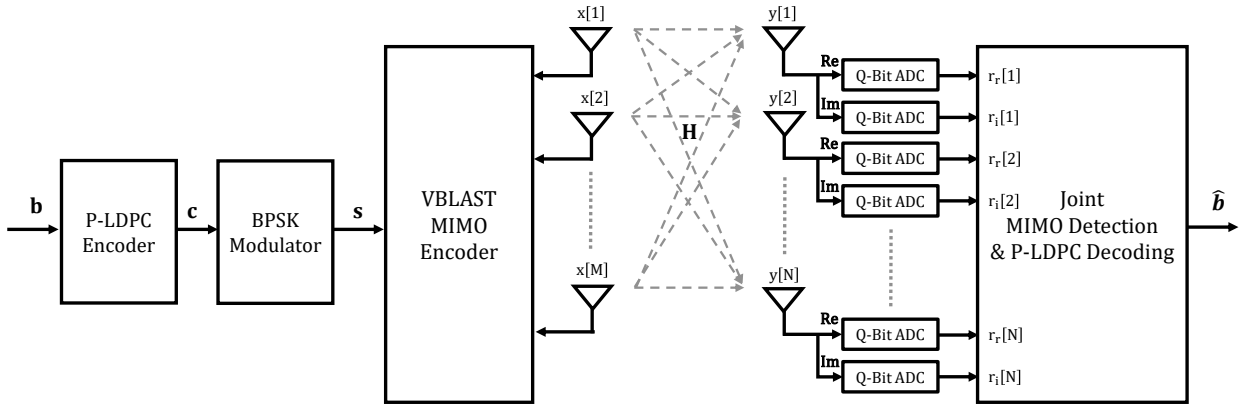 b
P-LDPC
Encoder
c
BPSK
Modulator
s
VBLAST
MIMO
Encoder
x[1]
x[2]
x[M]
H
y[1]
y[2]
y[N]
Re
Q-Bit ADC
r_r[1]
Im
Q-Bit ADC
r_i[1]
Re
Q-Bit ADC
r_r[2]
Im
Q-Bit ADC
r_i[2]
Re
Q-Bit ADC
r_r[N]
Im
Q-Bit ADC
r_i[N]
Joint
MIMO Detection
& P-LDPC Decoding
b̂